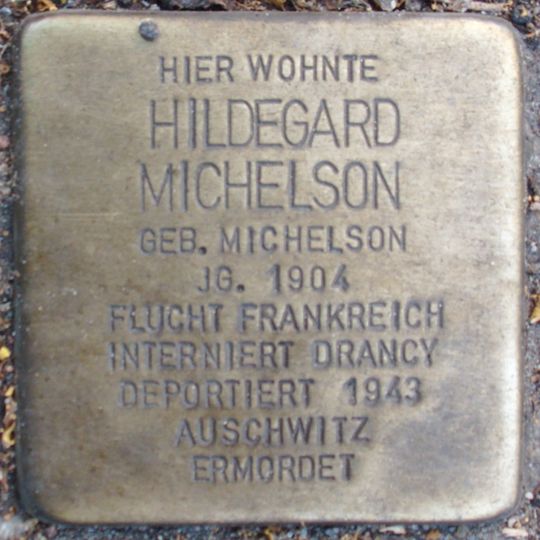 HIER WOHNTE
HILDEGARD
MICHELSON
GEB. MICHELSON
JG. 1904
FLUCHT FRANKREICH
INTERNIERT DRANCY
DEPORTIERT 1943
AUSCHWITZ
ERMORDET